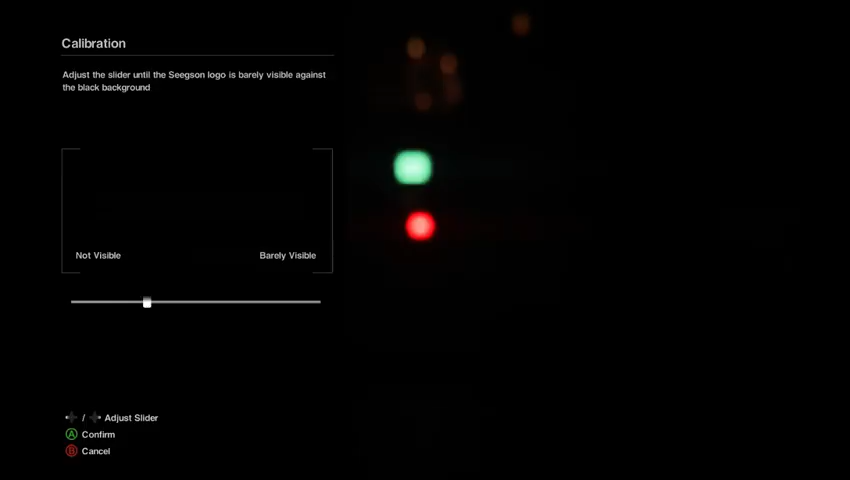 Calibration
Adjust the slider until the Seegson logo is barely visible against
the black background
Not Visible Barely Visible
/ Adjust Slider
A Confirm
B Cancel